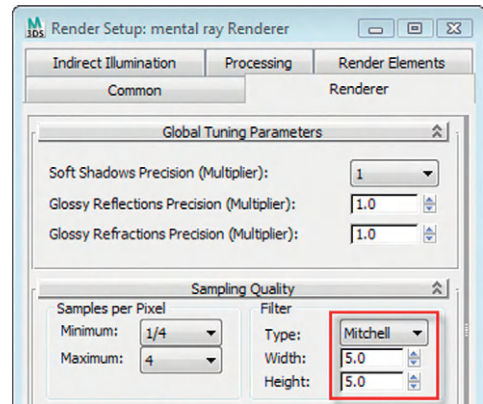 3DS Render Setup: mental ray Renderer
Indirect Illumination Processing Render Elements
Common Renderer
Global Tuning Parameters
Soft Shadows Precision (Multiplier): 1
Glossy Reflections Precision (Multiplier): 1.0
Glossy Refractions Precision (Multiplier): 1.0
Sampling Quality
Samples per Pixel Filter
Minimum: 1/4 Type: Mitchell
Maximum: 4 Width: 5.0
Height: 5.0